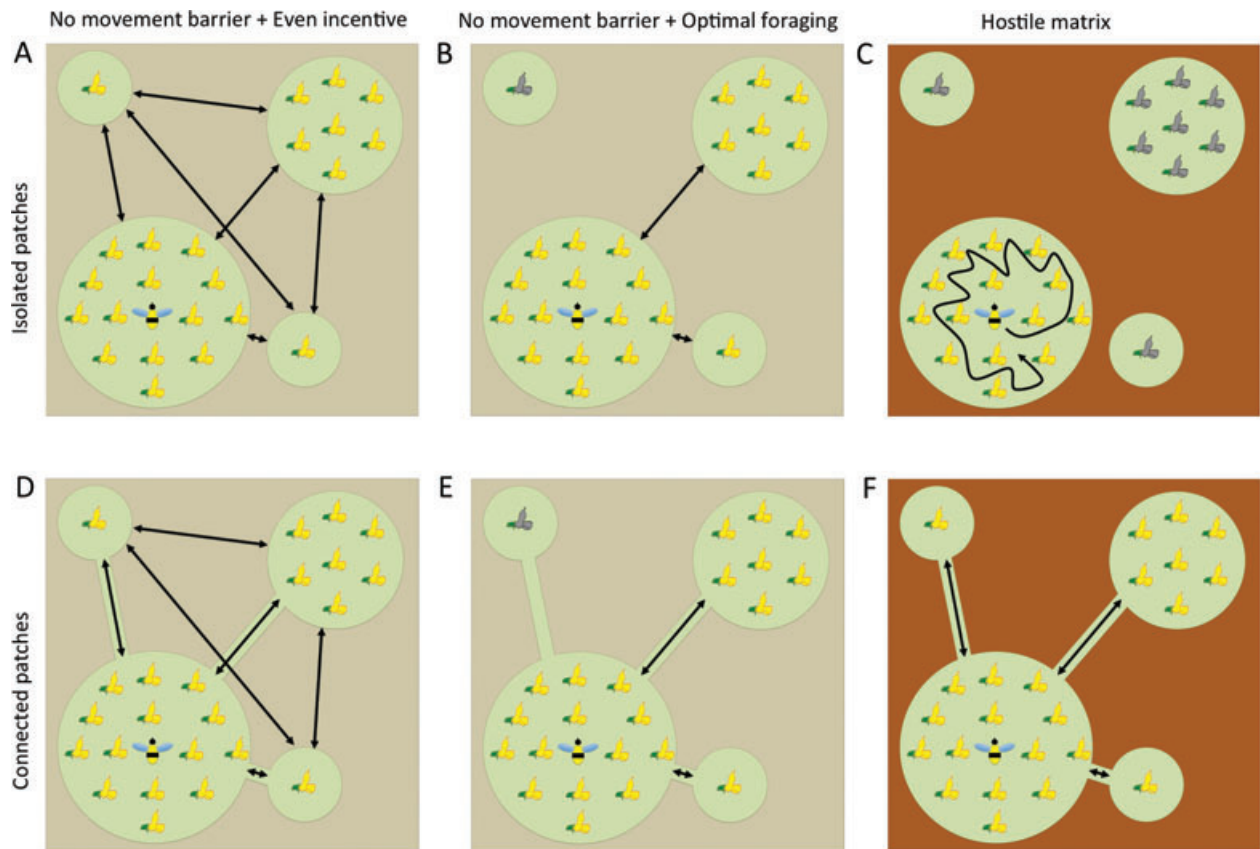 No movement barrier + Even incentive
No movement barrier + Optimal foraging
Hostile matrix
A
B
C
Isolated patches
D
E
F
Connected patches